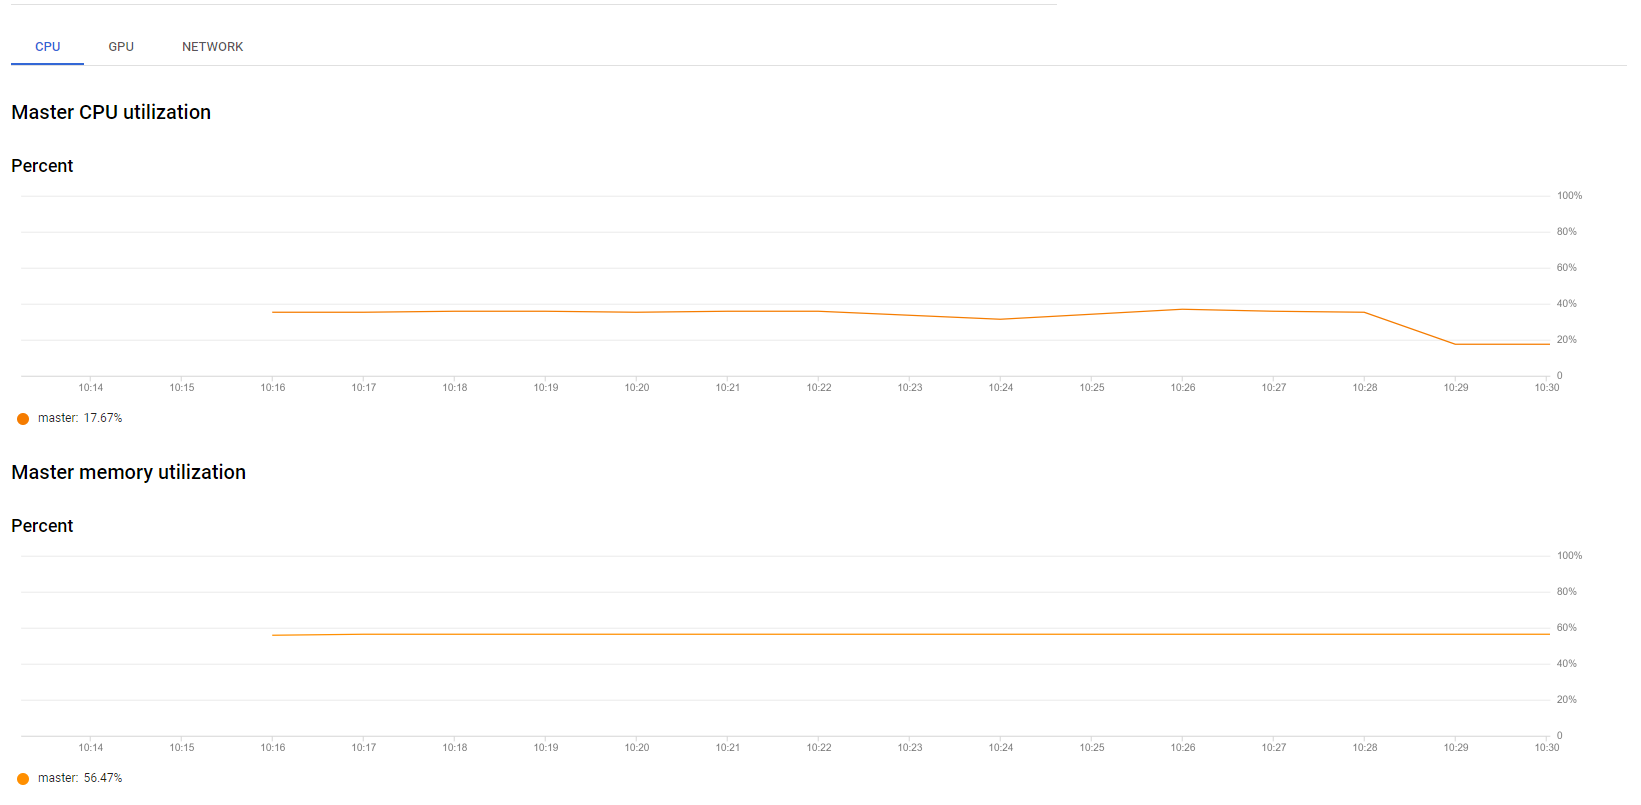 CPU GPU NETWORK
Master CPU utilization
Percent
100%
80%
60%
40%
20%
0
10:14 10:15 10:16 10:17 10:18 10:19 10:20 10:21 10:22 10:23 10:24 10:25 10:26 10:27 10:28 10:29 10:30
master: 17.67%
Master memory utilization
Percent
100%
80%
60%
40%
20%
0
10:14 10:15 10:16 10:17 10:18 10:19 10:20 10:21 10:22 10:23 10:24 10:25 10:26 10:27 10:28 10:29 10:30
master: 56.47%